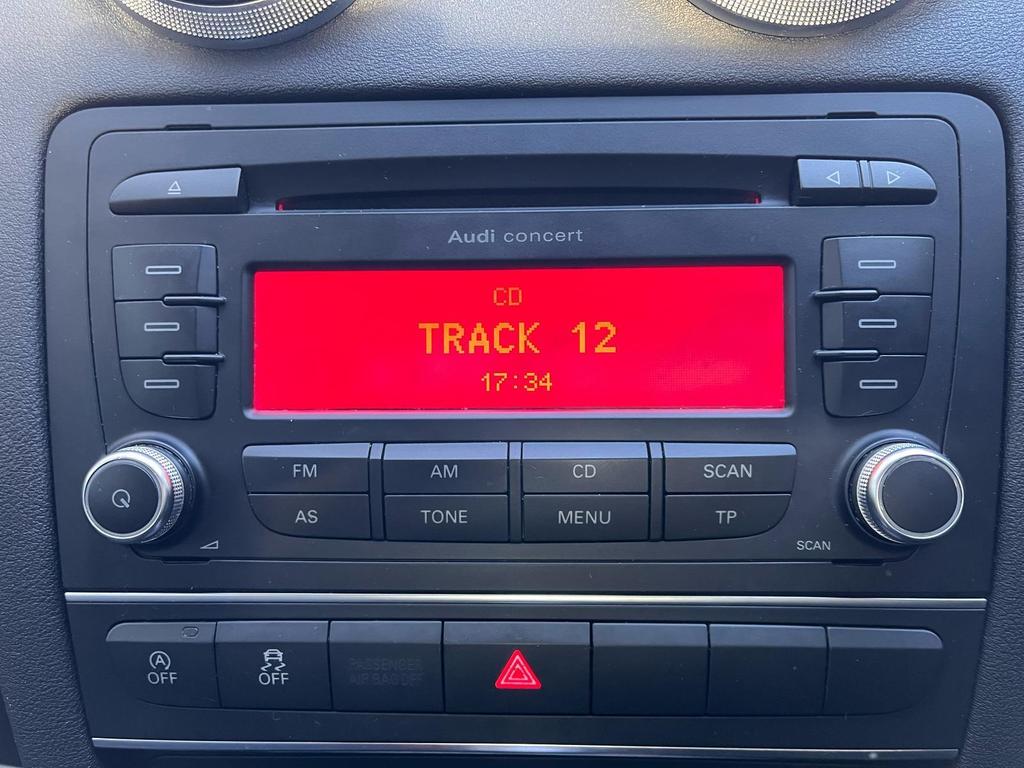 Audi concert
CD
TRACK 12
17:34
FM AM CD SCAN
AS TONE MENU TP
SCAN
A
OFF OFF PASSENGER
AIR BAG OFF